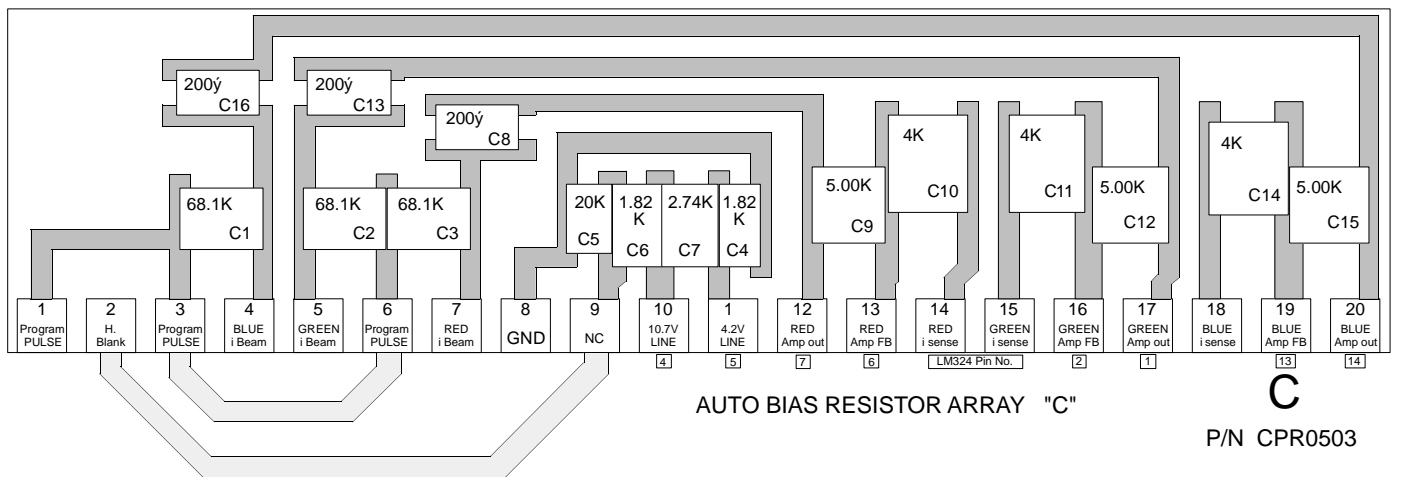 200ý
C16
200ý
C13
200ý
C8
68.1K
C1
68.1K
C2
68.1K
C3
20K
C5
1.82
K
C6
2.74K
C7
1.82
K
C4
5.00K
C9
4K
C10
4K
C11
5.00K
C12
4K
C14
5.00K
C15
1
Program
PULSE
2
H.
Blank
3
Program
PULSE
4
BLUE
i Beam
5
GREEN
i Beam
6
Program
PULSE
7
RED
i Beam
8
GND
9
NC
10
10.7V
LINE
1
4.2V
LINE
12
RED
Amp out
13
RED
Amp FB
14
RED
i sense
15
GREEN
i sense
16
GREEN
Amp FB
17
GREEN
Amp out
18
BLUE
i sense
19
BLUE
Amp FB
20
BLUE
Amp out
4
5
7
6
LM324 Pin No.
2
1
13
14
AUTO BIAS RESISTOR ARRAY "C"
C
P/N CPR0503